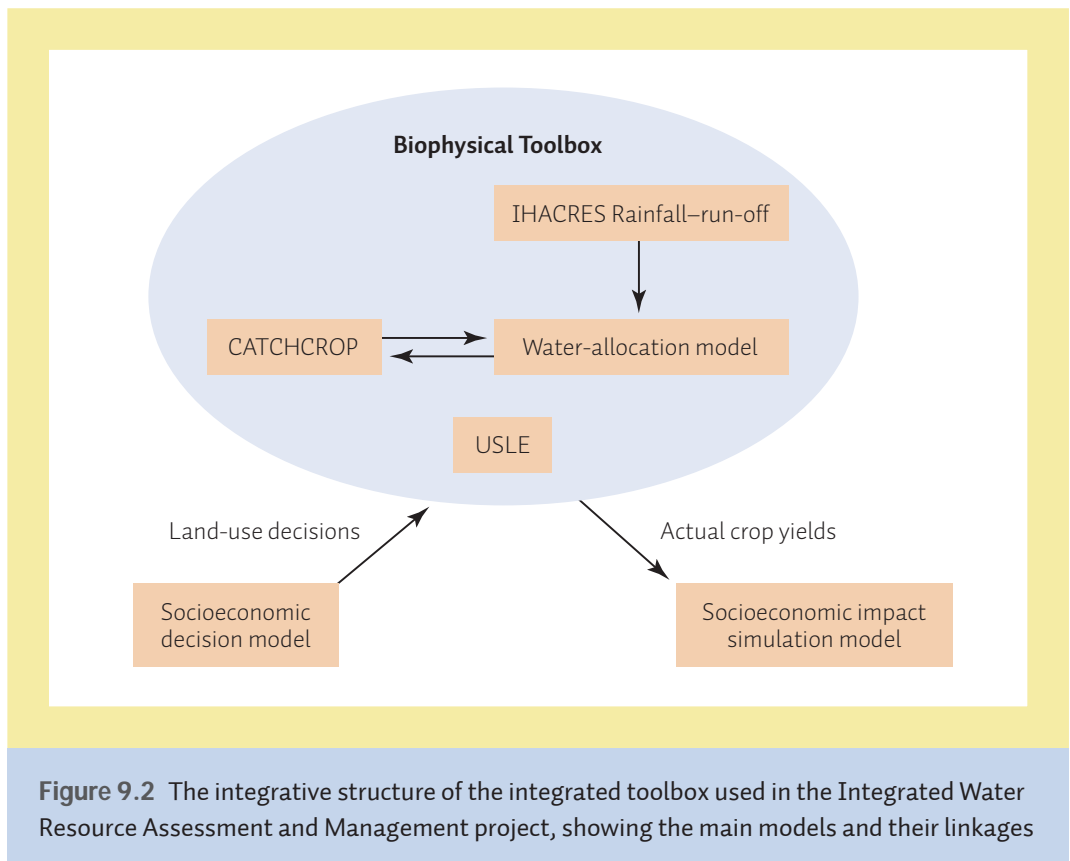 Biophysical Toolbox
IHACRES Rainfall–run-off
CATCHCROP
Water-allocation model
USLE
Land-use decisions
Actual crop yields
Socioeconomic
decision model
Socioeconomic impact
simulation model
Figure 9.2 The integrative structure of the integrated toolbox used in the Integrated Water
Resource Assessment and Management project, showing the main models and their linkages